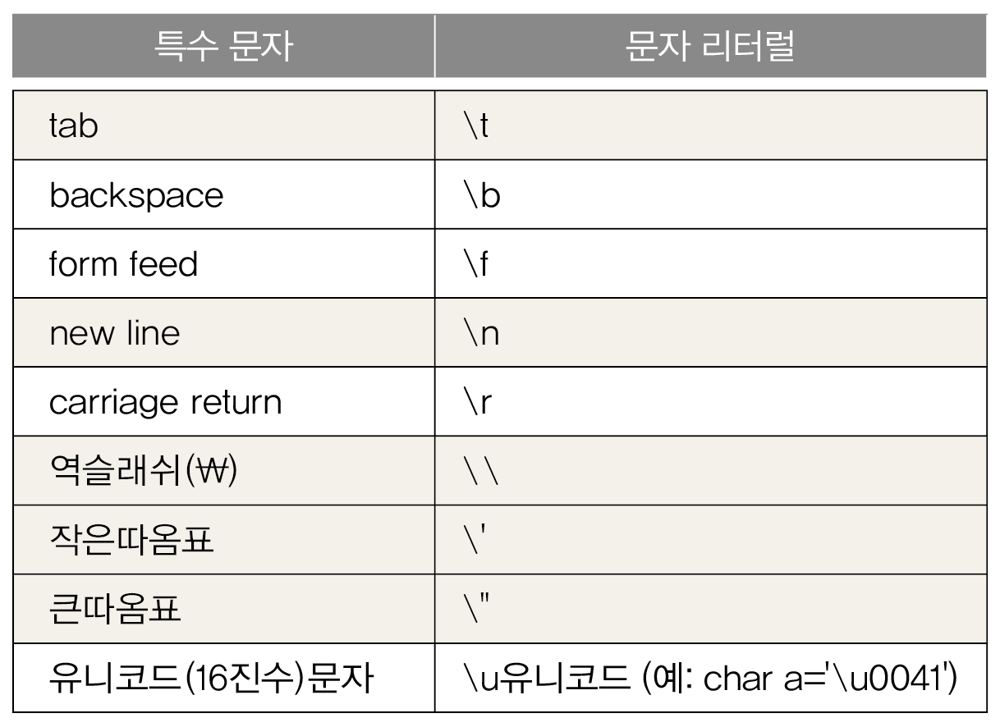 특수 문자 문자 리터럴
tab \t
backspace \b
form feed \f
new line \n
carriage return \r
역슬래쉬(₩) \\
작은따옴표 \'
큰따옴표 \"
유니코드(16진수)문자 \u유니코드 (예: char a='\u0041')